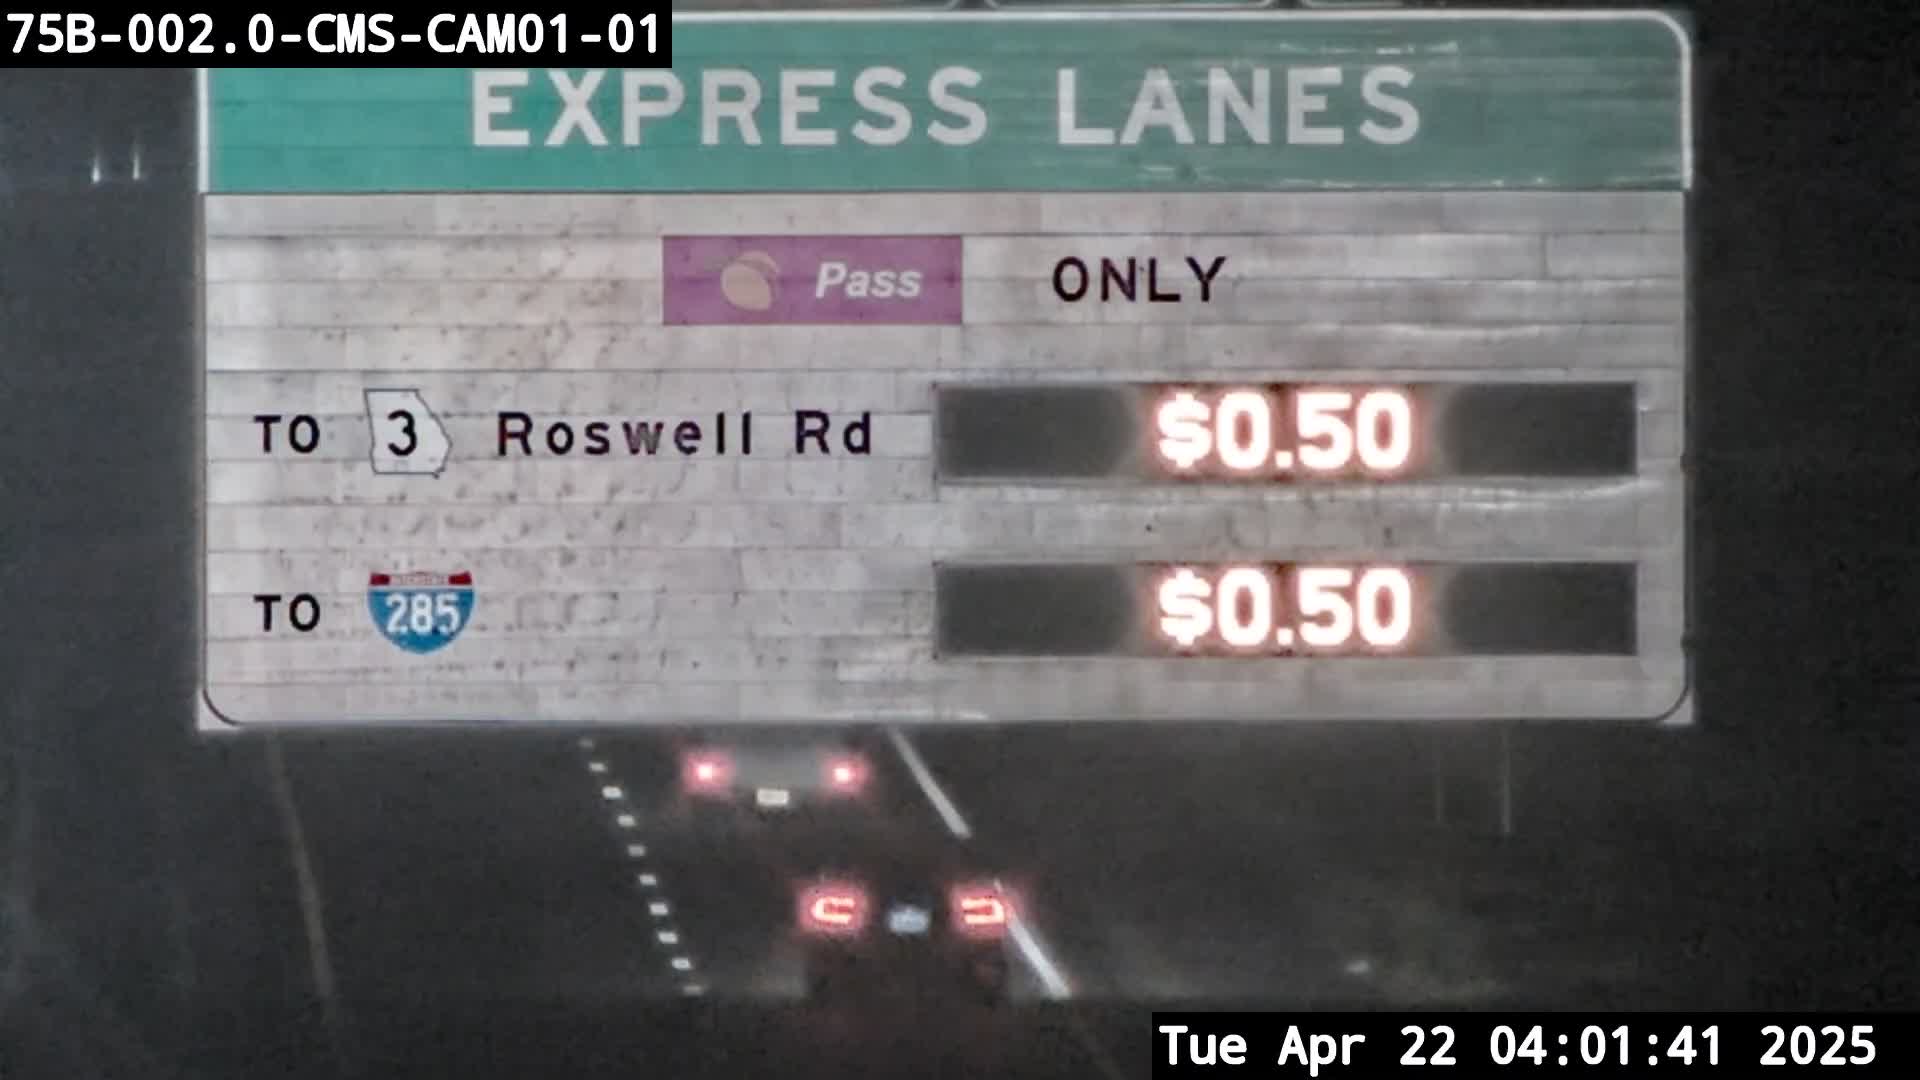 75B-002.0-CMS-CAM01-01
EXPRESS LANES
Pass ONLY
TO 3 Roswell Rd $0.50
TO 285 $0.50
Tue Apr 22 04:01:41 2025